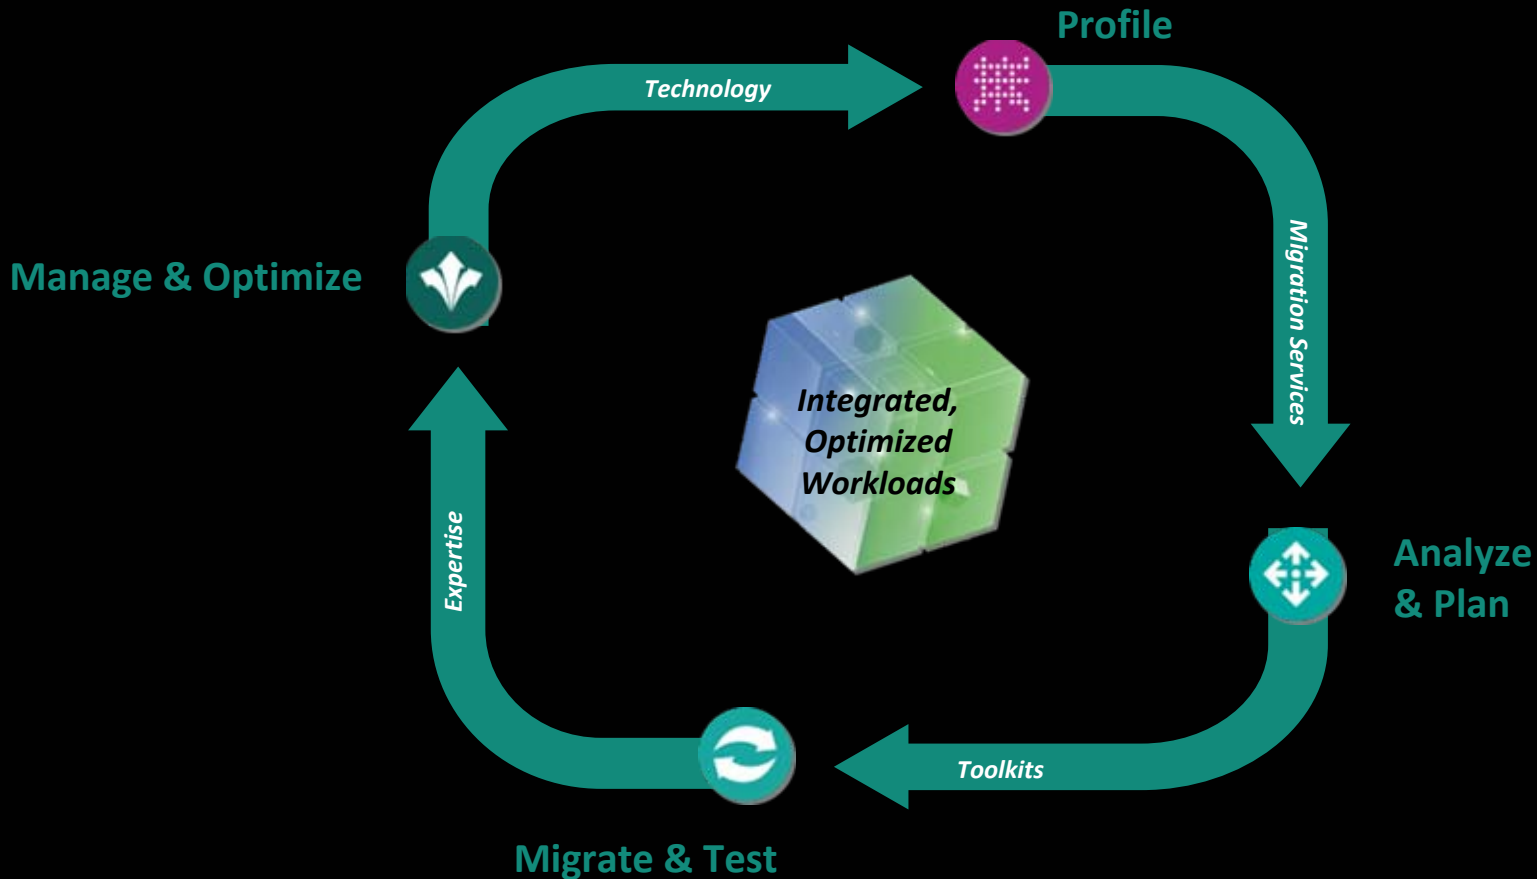 Profile
Technology
Migration Services
Manage & Optimize
Integrated,
Optimized
Workloads
Expertise
Analyze
& Plan
Toolkits
Migrate & Test